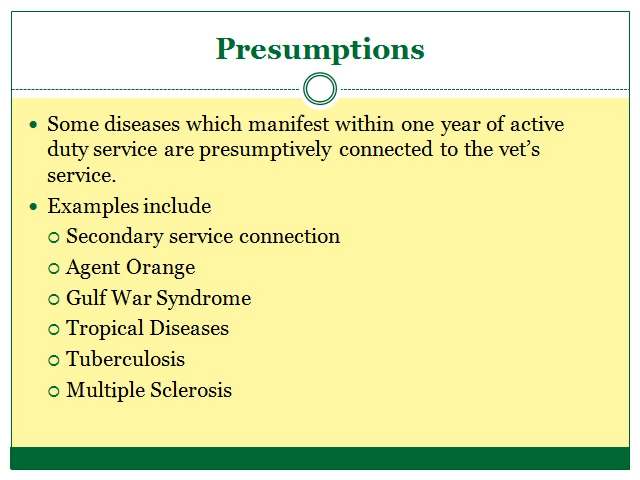 Presumptions
• Some diseases which manifest within one year of active
duty service are presumptively connected to the vet's
service.
• Examples include
○ Secondary service connection
○ Agent Orange
○ Gulf War Syndrome
○ Tropical Diseases
○ Tuberculosis
○ Multiple Sclerosis